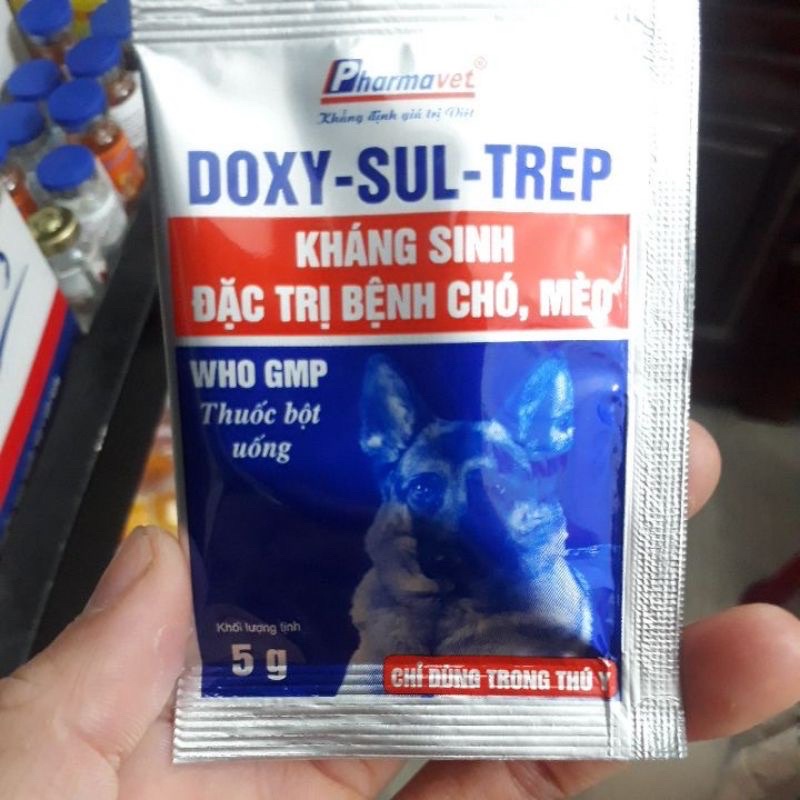 Pharmavet®
Khẳng định giá trị Việt
DOXY-SUL-TREP
KHÁNG SINH
ĐẶC TRỊ BỆNH CHÓ, MÈO
WHO GMP
Thuốc bột
uống
Khối lượng tịnh
5 g
CHỈ DÙNG TRONG THÚ Y